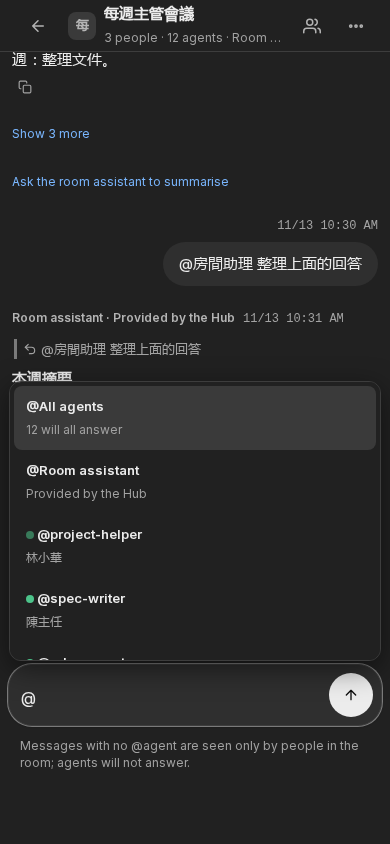 每
每週主管會議
3 people · 12 agents · Room …
週：整理文件。
Show 3 more
Ask the room assistant to summarise
11/13 10:30 AM
@房間助理 整理上面的回答
Room assistant · Provided by the Hub 11/13 10:31 AM
@房間助理 整理上面的回答
本週摘要
@All agents
12 will all answer
@Room assistant
Provided by the Hub
@project-helper
林小華
@spec-writer
陳主任
@
Messages with no @agent are seen only by people in the
room; agents will not answer.